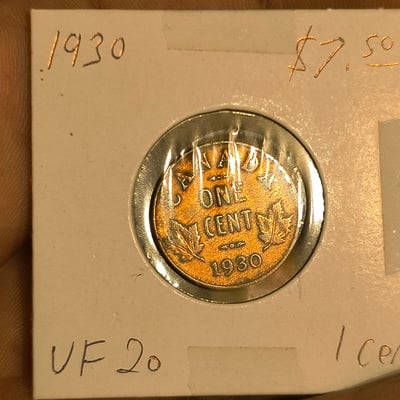 1930 $7.50
CANADA
ONE
CENT
1930
VF 20 1 Cen